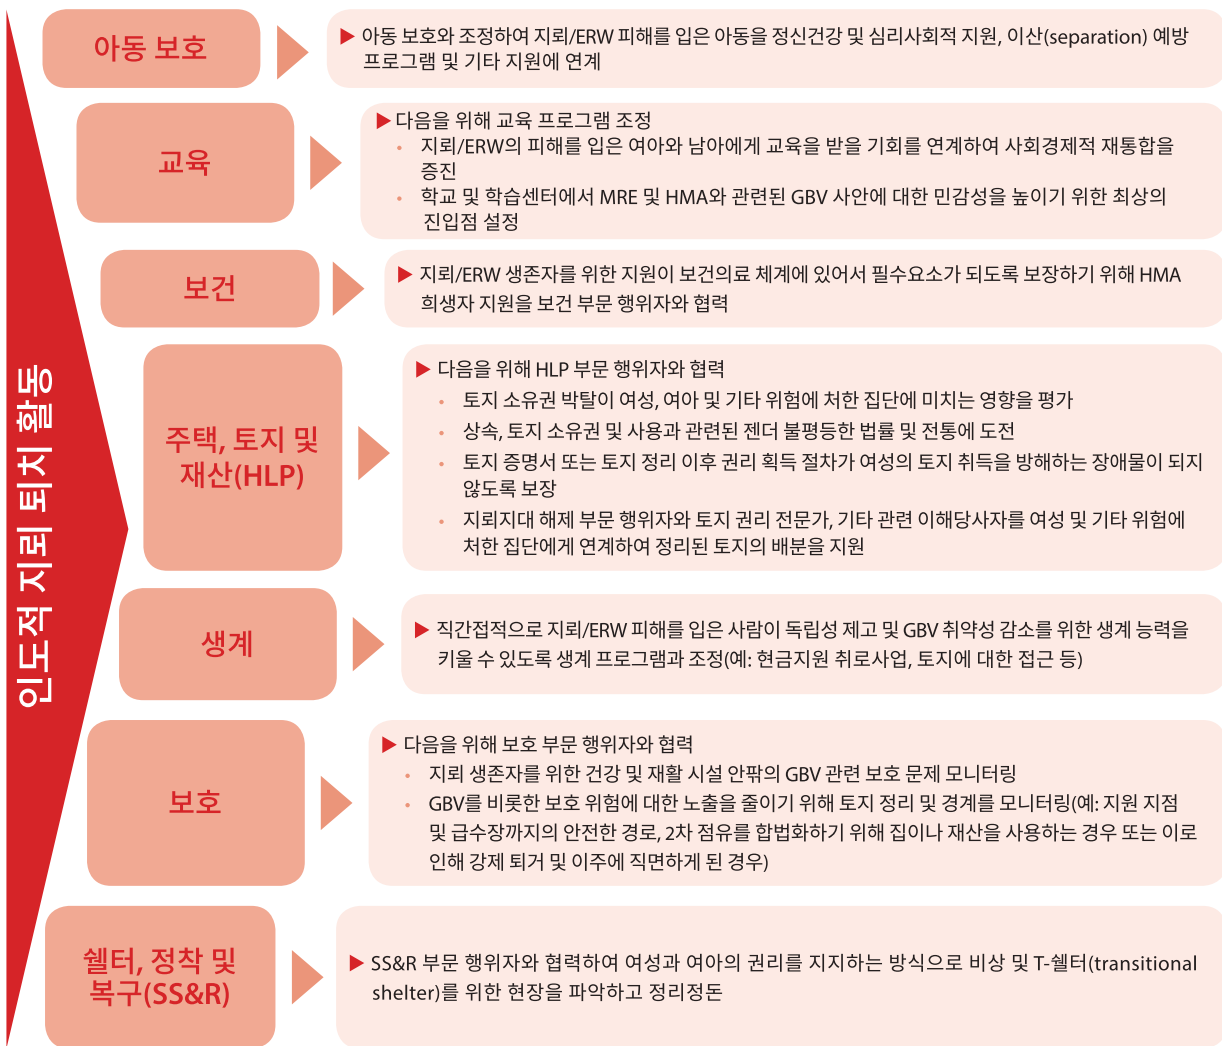 인도적 지뢰 퇴치 활동
아동 보호
▶ 아동 보호와 조정하여 지뢰/ERW 피해를 입은 아동을 정신건강 및 심리사회적 지원, 이산(separation) 예방
프로그램 및 기타 지원에 연계
교육
▶ 다음을 위해 교육 프로그램 조정
• 지뢰/ERW의 피해를 입은 여아와 남아에게 교육을 받을 기회를 연계하여 사회경제적 재통합을
증진
• 학교 및 학습센터에서 MRE 및 HMA와 관련된 GBV 사안에 대한 민감성을 높이기 위한 최상의
진입점 설정
보건
▶ 지뢰/ERW 생존자를 위한 지원이 보건의료 체계에 있어서 필수요소가 되도록 보장하기 위해 HMA
희생자 지원을 보건 부문 행위자와 협력
주택, 토지 및
재산(HLP)
▶ 다음을 위해 HLP 부문 행위자와 협력
• 토지 소유권 박탈이 여성, 여아 및 기타 위험에 처한 집단에 미치는 영향을 평가
• 상속, 토지 소유권 및 사용과 관련된 젠더 불평등한 법률 및 전통에 도전
• 토지 증명서 또는 토지 정리 이후 권리 획득 절차가 여성의 토지 취득을 방해하는 장애물이 되지
않도록 보장
• 지뢰지대 해제 부문 행위자와 토지 권리 전문가, 기타 관련 이해당사자를 여성 및 기타 위험에
처한 집단에게 연계하여 정리된 토지의 배분을 지원
생계
▶ 직간접적으로 지뢰/ERW 피해를 입은 사람이 독립성 제고 및 GBV 취약성 감소를 위한 생계 능력을
키울 수 있도록 생계 프로그램과 조정(예: 현금지원 취로사업, 토지에 대한 접근 등)
보호
▶ 다음을 위해 보호 부문 행위자와 협력
• 지뢰 생존자를 위한 건강 및 재활 시설 안팎의 GBV 관련 보호 문제 모니터링
• GBV를 비롯한 보호 위험에 대한 노출을 줄이기 위해 토지 정리 및 경계를 모니터링(예: 지원 지점
및 급수장까지의 안전한 경로, 2차 점유를 합법화하기 위해 집이나 재산을 사용하는 경우 또는 이로
인해 강제 퇴거 및 이주에 직면하게 된 경우)
쉘터, 정착 및
복구(SS&R)
▶ SS&R 부문 행위자와 협력하여 여성과 여아의 권리를 지지하는 방식으로 비상 및 T-쉘터(transitional
shelter)를 위한 현장을 파악하고 정리정돈